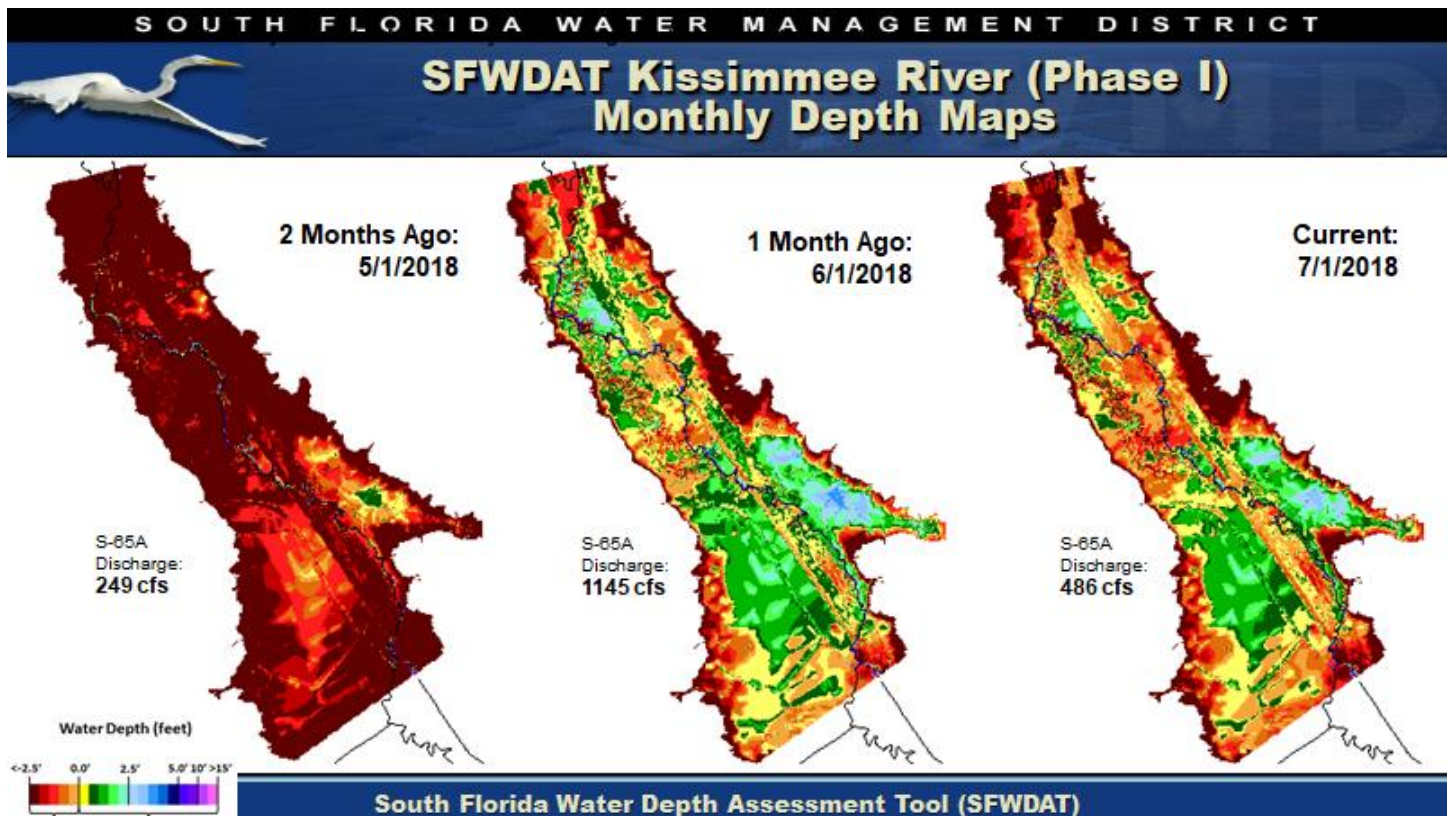 SOUTH FLORIDA WATER MANAGEMENT DISTRICT
SFWDAT Kissimmee River (Phase I)
Monthly Depth Maps
2 Months Ago:
5/1/2018
1 Month Ago:
6/1/2018
Current:
7/1/2018
S-65A
Discharge:
249 cfs
S-65A
Discharge:
1145 cfs
S-65A
Discharge:
486 cfs
Water Depth (feet)
<-2.5' 0.0' 2.5' 5.0' 10' >15'
South Florida Water Depth Assessment Tool (SFWDAT)